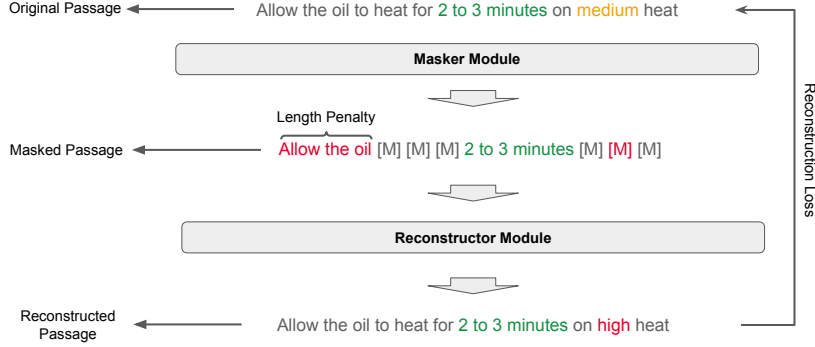 Original Passage
Allow the oil to heat for 2 to 3 minutes on medium heat
Masker Module
Length Penalty
Masked Passage
Allow the oil [M] [M] [M] 2 to 3 minutes [M] [M] [M]
Reconstruction Loss
Reconstructor Module
Reconstructed
Passage
Allow the oil to heat for 2 to 3 minutes on high heat